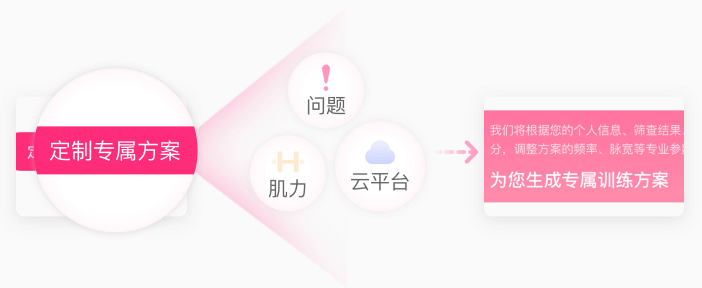 定
定制专属方案
问题
肌力
云平台
我们将根据您的个人信息、筛查结果
分，调整方案的频率、脉宽等专业参
为您生成专属训练方案